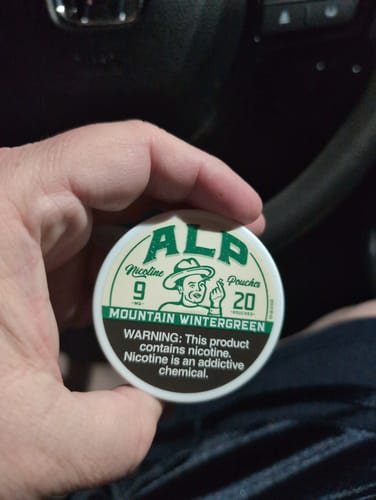 ALP
Nicotine Pouches
9 20
MG POUCHES
MOUNTAIN WINTERGREEN
WARNING: This product
contains nicotine.
Nicotine is an addictive
chemical.